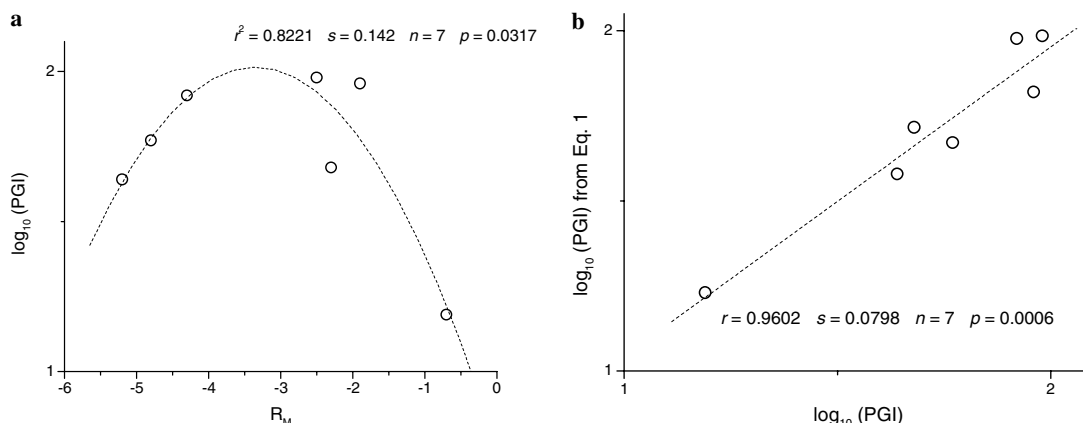 a
r² = 0.8221 s = 0.142 n = 7 p = 0.0317
2
log₁₀ (PGI)
1
-6 -5 -4 -3 -2 -1 0
R_M
b
2
log₁₀ (PGI) from Eq. 1
r = 0.9602 s = 0.0798 n = 7 p = 0.0006
1
1 2
log₁₀ (PGI)